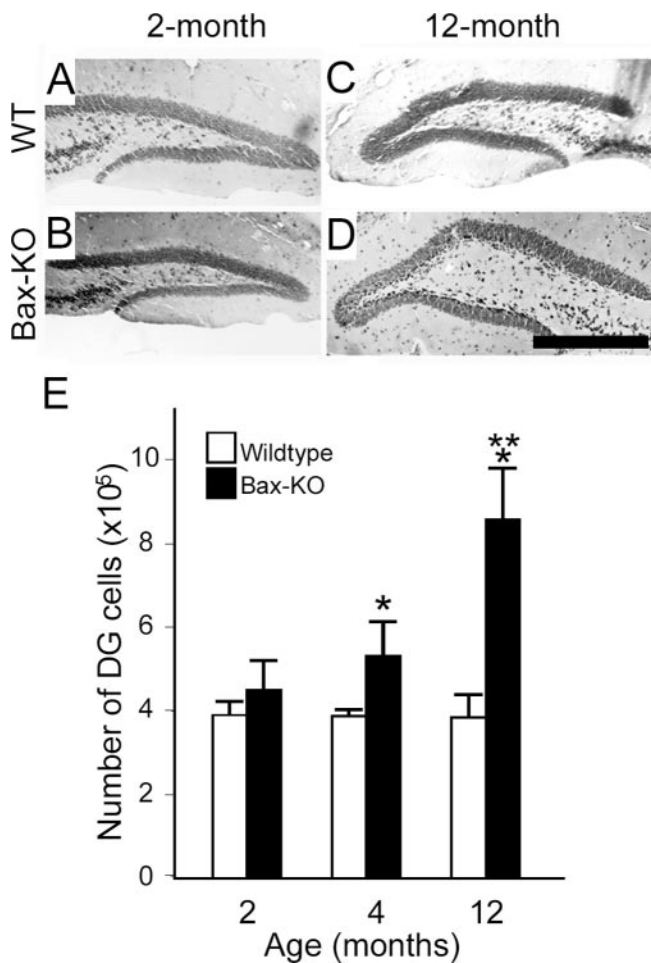 2-month 12-month
WT
A
C
Bax-KO
B
D
E
Number of DG cells (x10⁵)
Wildtype
Bax-KO
10
8
6
4
2
0
*
**
*
2 4 12
Age (months)